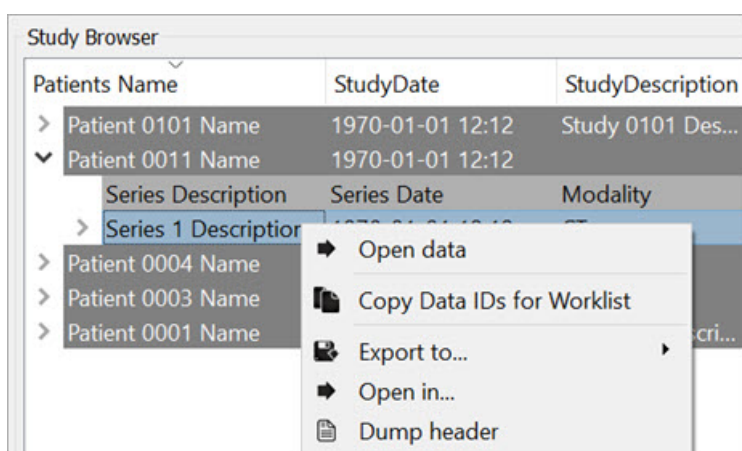 Study Browser
Patients Name StudyDate StudyDescription
Patient 0101 Name 1970-01-01 12:12 Study 0101 Des...
Patient 0011 Name 1970-01-01 12:12
Series Description Series Date Modality
Series 1 Description
Open data
Patient 0004 Name
Copy Data IDs for Worklist
Patient 0003 Name
Patient 0001 Name scri...
Export to...
Open in...
Dump header